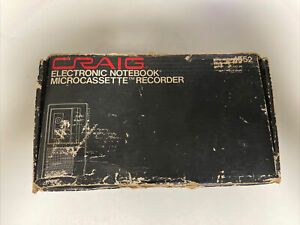 CRAIG
ELECTRONIC NOTEBOOK®
MICROCASSETTE™ RECORDER